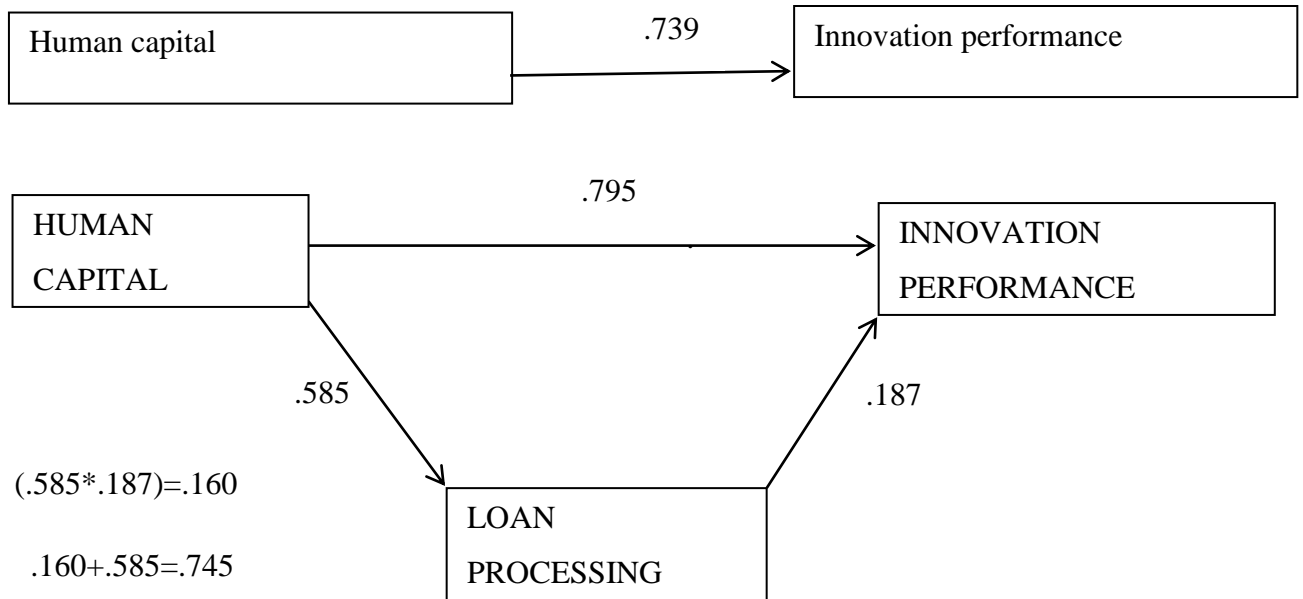 Human capital
.739
Innovation performance
.795
HUMAN
CAPITAL
INNOVATION
PERFORMANCE
.585
.187
(.585*.187)=.160
.160+.585=.745
LOAN
PROCESSING